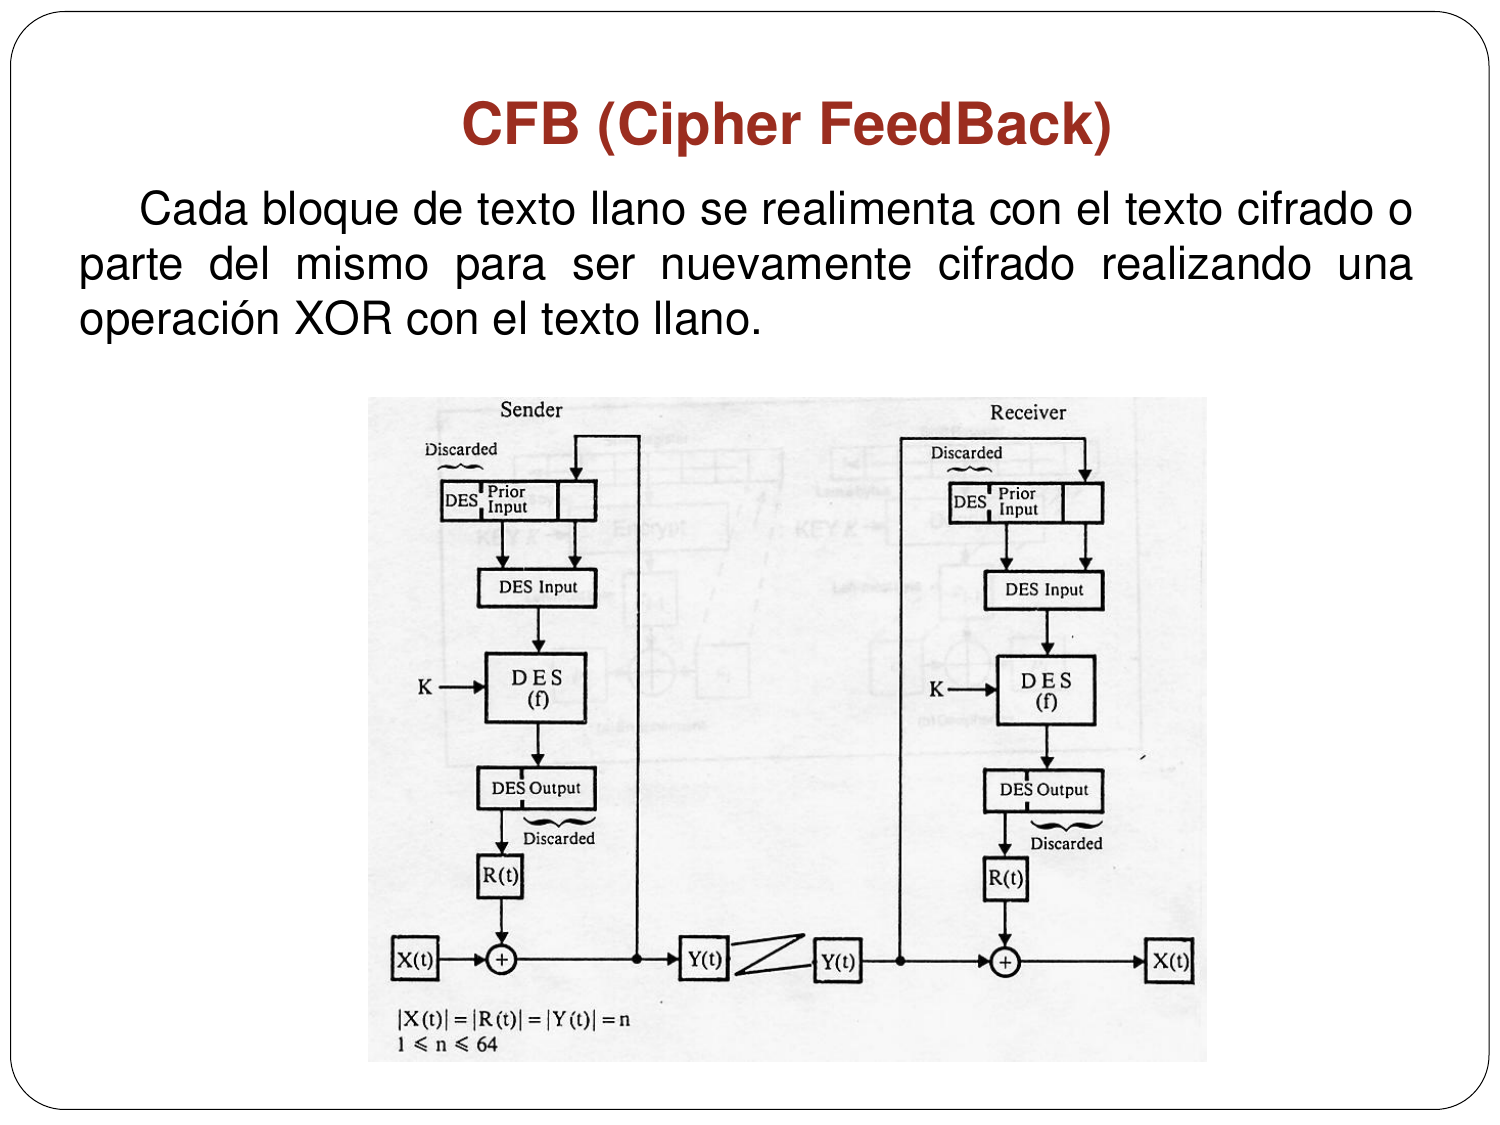 CFB (Cipher FeedBack)
Cada bloque de texto llano se realimenta con el texto cifrado o
parte del mismo para ser nuevamente cifrado realizando una
operación XOR con el texto llano.
Sender
Discarded
DES Prior
Input
DES Input
K
DES
(f)
DES Output
Discarded
R(t)
X(t)
+
Y(t)
|X(t)| = |R(t)| = |Y(t)| = n
1 ⩽ n ⩽ 64
Receiver
Discarded
DES Prior
Input
DES Input
K
DES
(f)
DES Output
Discarded
R(t)
Y(t)
+
X(t)